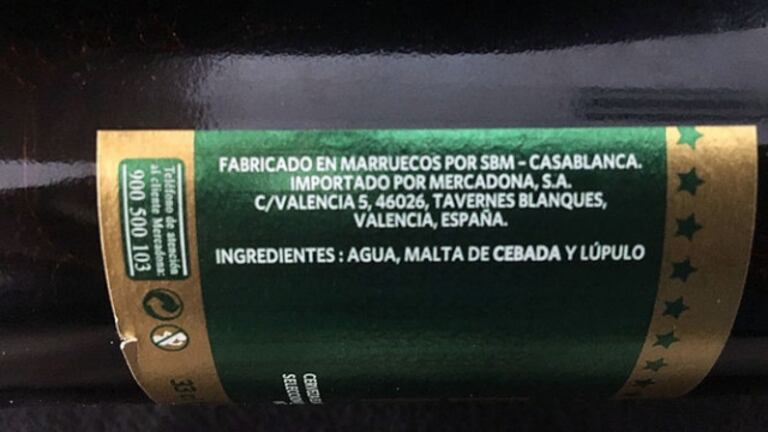 FABRICADO EN MARRUECOS POR SBM - CASABLANCA.
IMPORTADO POR MERCADONA, S.A.
C/VALENCIA 5, 46026, TAVERNES BLANQUES,
VALENCIA, ESPAÑA.
INGREDIENTES : AGUA, MALTA DE CEBADA Y LÚPULO
Teléfono de atención
al cliente Mercadona:
900 500 103
33